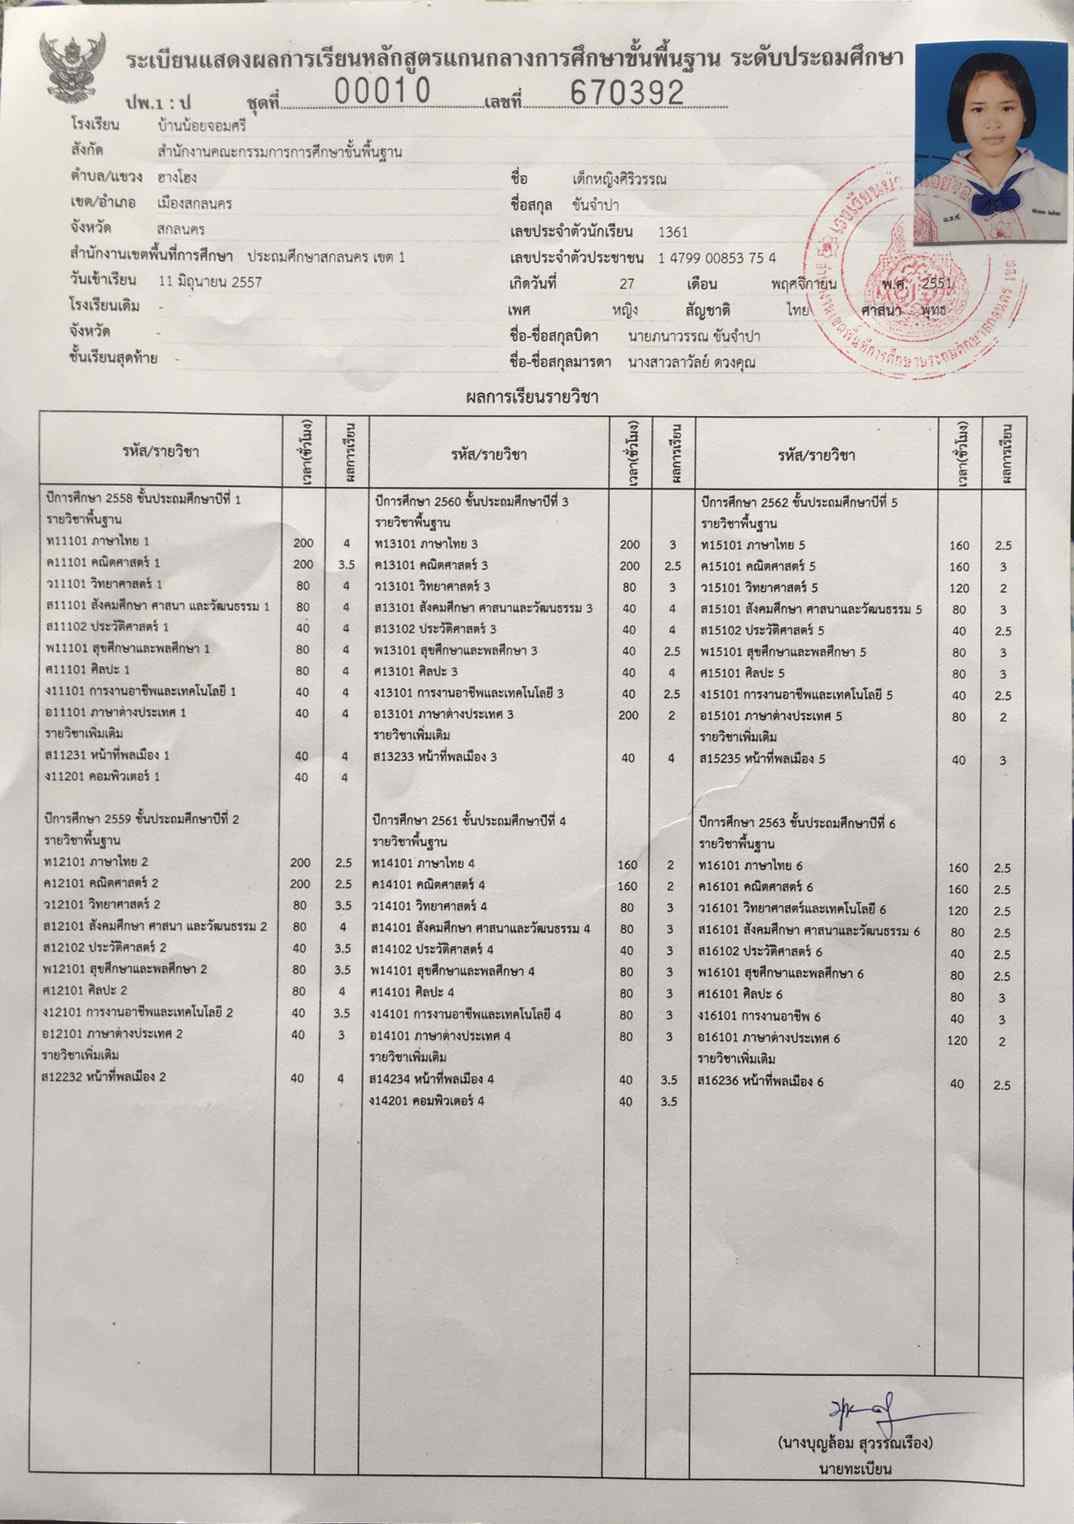 ระเบียนแสดงผลการเรียนหลักสูตรแกนกลางการศึกษาขั้นพื้นฐาน ระดับประถมศึกษา
ปพ.1 : ป ชุดที่ 00010 เลขที่ 670392
โรงเรียน บ้านน้อยจอมศรี
สังกัด สำนักงานคณะกรรมการการศึกษาขั้นพื้นฐาน
ตำบล/แขวง ฮางโฮง
เขต/อำเภอ เมืองสกลนคร
จังหวัด สกลนคร
สำนักงานเขตพื้นที่การศึกษา ประถมศึกษาสกลนคร เขต 1
วันเข้าเรียน 11 มิถุนายน 2557
โรงเรียนเดิม -
จังหวัด -
ชั้นเรียนสุดท้าย -
ชื่อ เด็กหญิงศิริวรรณ
ชื่อสกุล ขันจำปา
เลขประจำตัวนักเรียน 1361
เลขประจำตัวประชาชน 1 4799 00853 75 4
เกิดวันที่ 27 เดือน พฤศจิกายน พ.ศ. 2551
เพศ หญิง สัญชาติ ไทย ศาสนา พุทธ
ชื่อ-ชื่อสกุลบิดา นายภนาวรรณ ขันจำปา
ชื่อ-ชื่อสกุลมารดา นางสาวลาวัลย์ ดวงคุณ
ผลการเรียนรายวิชา
รหัส/รายวิชา เวลา(ชั่วโมง) ผลการเรียน
ปีการศึกษา 2558 ชั้นประถมศึกษาปีที่ 1
รายวิชาพื้นฐาน
ท11101 ภาษาไทย 1 200 4
ค11101 คณิตศาสตร์ 1 200 3.5
ว11101 วิทยาศาสตร์ 1 80 4
ส11101 สังคมศึกษา ศาสนา และวัฒนธรรม 1 80 4
ส11102 ประวัติศาสตร์ 1 40 4
พ11101 สุขศึกษาและพลศึกษา 1 80 4
ศ11101 ศิลปะ 1 80 4
ง11101 การงานอาชีพและเทคโนโลยี 1 40 4
อ11101 ภาษาต่างประเทศ 1 40 4
รายวิชาเพิ่มเติม
ส11231 หน้าที่พลเมือง 1 40 4
ง11201 คอมพิวเตอร์ 1 40 4
ปีการศึกษา 2559 ชั้นประถมศึกษาปีที่ 2
รายวิชาพื้นฐาน
ท12101 ภาษาไทย 2 200 2.5
ค12101 คณิตศาสตร์ 2 200 2.5
ว12101 วิทยาศาสตร์ 2 80 3.5
ส12101 สังคมศึกษา ศาสนา และวัฒนธรรม 2 80 4
ส12102 ประวัติศาสตร์ 2 40 3.5
พ12101 สุขศึกษาและพลศึกษา 2 80 3.5
ศ12101 ศิลปะ 2 80 4
ง12101 การงานอาชีพและเทคโนโลยี 2 40 3.5
อ12101 ภาษาต่างประเทศ 2 40 3
รายวิชาเพิ่มเติม
ส12232 หน้าที่พลเมือง 2 40 4
รหัส/รายวิชา เวลา(ชั่วโมง) ผลการเรียน
ปีการศึกษา 2560 ชั้นประถมศึกษาปีที่ 3
รายวิชาพื้นฐาน
ท13101 ภาษาไทย 3 200 3
ค13101 คณิตศาสตร์ 3 200 2.5
ว13101 วิทยาศาสตร์ 3 80 3
ส13101 สังคมศึกษา ศาสนาและวัฒนธรรม 3 40 4
ส13102 ประวัติศาสตร์ 3 40 4
พ13101 สุขศึกษาและพลศึกษา 3 40 2.5
ศ13101 ศิลปะ 3 40 4
ง13101 การงานอาชีพและเทคโนโลยี 3 40 2.5
อ13101 ภาษาต่างประเทศ 3 200 2
รายวิชาเพิ่มเติม
ส13233 หน้าที่พลเมือง 3 40 4
ปีการศึกษา 2561 ชั้นประถมศึกษาปีที่ 4
รายวิชาพื้นฐาน
ท14101 ภาษาไทย 4 160 2
ค14101 คณิตศาสตร์ 4 160 2
ว14101 วิทยาศาสตร์ 4 80 3
ส14101 สังคมศึกษา ศาสนาและวัฒนธรรม 4 80 3
ส14102 ประวัติศาสตร์ 4 40 3
พ14101 สุขศึกษาและพลศึกษา 4 80 3
ศ14101 ศิลปะ 4 80 3
ง14101 การงานอาชีพและเทคโนโลยี 4 80 3
อ14101 ภาษาต่างประเทศ 4 80 3
รายวิชาเพิ่มเติม
ส14234 หน้าที่พลเมือง 4 40 3.5
ง14201 คอมพิวเตอร์ 4 40 3.5
รหัส/รายวิชา เวลา(ชั่วโมง) ผลการเรียน
ปีการศึกษา 2562 ชั้นประถมศึกษาปีที่ 5
รายวิชาพื้นฐาน
ท15101 ภาษาไทย 5 160 2.5
ค15101 คณิตศาสตร์ 5 160 3
ว15101 วิทยาศาสตร์ 5 120 2
ส15101 สังคมศึกษา ศาสนาและวัฒนธรรม 5 80 3
ส15102 ประวัติศาสตร์ 5 40 2.5
พ15101 สุขศึกษาและพลศึกษา 5 80 3
ศ15101 ศิลปะ 5 80 3
ง15101 การงานอาชีพและเทคโนโลยี 5 40 2.5
อ15101 ภาษาต่างประเทศ 5 80 2
รายวิชาเพิ่มเติม
ส15235 หน้าที่พลเมือง 5 40 3
ปีการศึกษา 2563 ชั้นประถมศึกษาปีที่ 6
รายวิชาพื้นฐาน
ท16101 ภาษาไทย 6 160 2.5
ค16101 คณิตศาสตร์ 6 160 2.5
ว16101 วิทยาศาสตร์และเทคโนโลยี 6 120 2.5
ส16101 สังคมศึกษา ศาสนาและวัฒนธรรม 6 80 2.5
ส16102 ประวัติศาสตร์ 6 40 2.5
พ16101 สุขศึกษาและพลศึกษา 6 80 2.5
ศ16101 ศิลปะ 6 80 3
ง16101 การงานอาชีพ 6 40 3
อ16101 ภาษาต่างประเทศ 6 120 2
รายวิชาเพิ่มเติม
ส16236 หน้าที่พลเมือง 6 40 2.5
(นางบุญล้อม สุวรรณเรือง)
นายทะเบียน